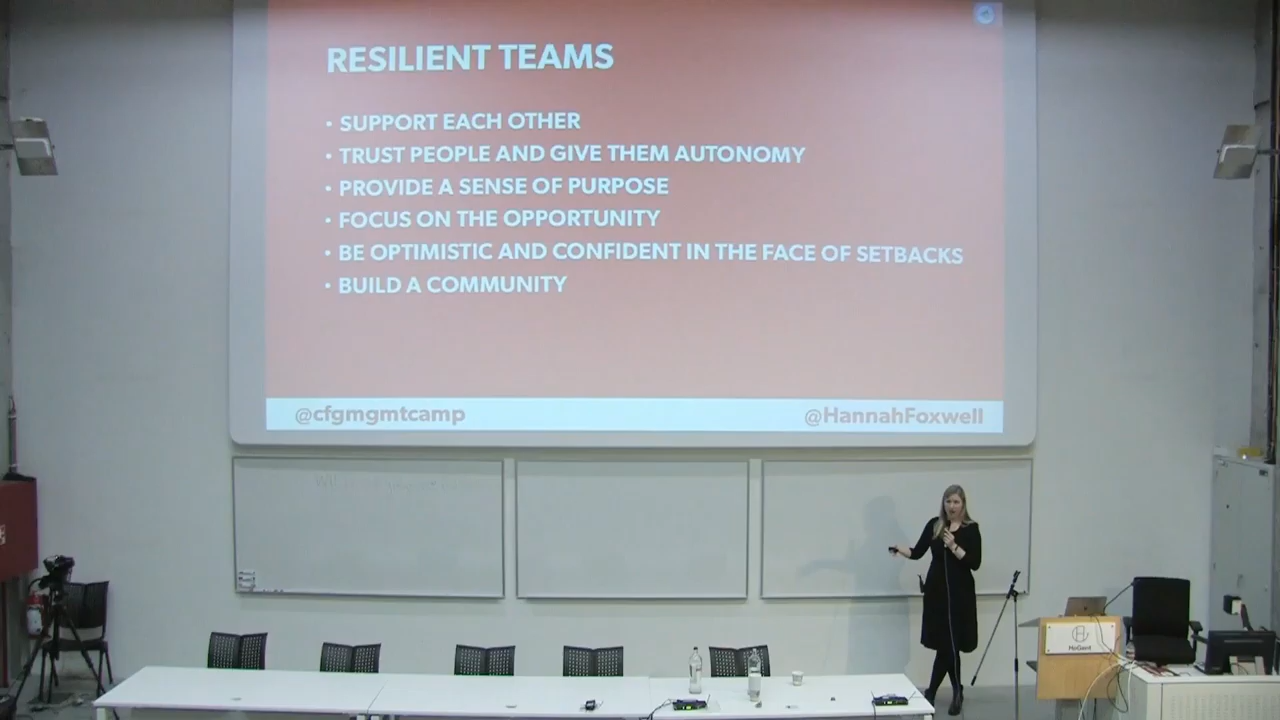 RESILIENT TEAMS
• SUPPORT EACH OTHER
• TRUST PEOPLE AND GIVE THEM AUTONOMY
• PROVIDE A SENSE OF PURPOSE
• FOCUS ON THE OPPORTUNITY
• BE OPTIMISTIC AND CONFIDENT IN THE FACE OF SETBACKS
• BUILD A COMMUNITY
@cfgmgmtcamp
@HannahFoxwell
HoGent